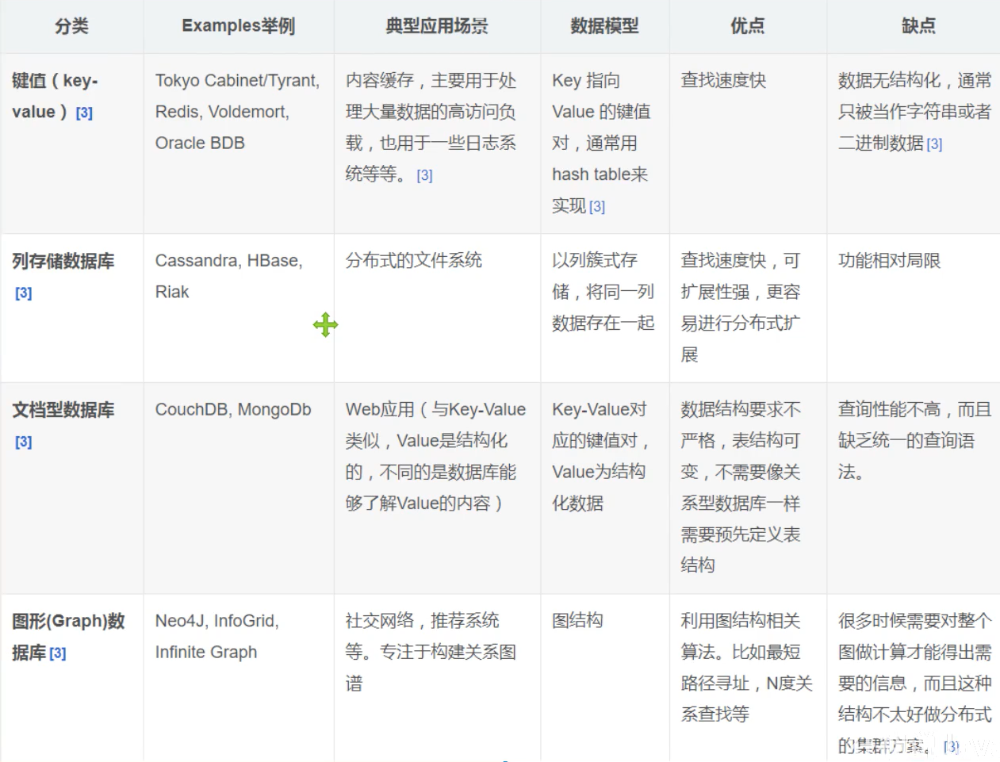 分类
Examples举例
典型应用场景
数据模型
优点
缺点
键值（key-
value）[3]
Tokyo Cabinet/Tyrant,
Redis, Voldemort,
Oracle BDB
内容缓存，主要用于处
理大量数据的高访问负
载，也用于一些日志系
统等等。 [3]
Key 指向
Value 的键值
对，通常用
hash table来
实现 [3]
查找速度快
数据无结构化，通常
只被当作字符串或者
二进制数据 [3]
列存储数据库
[3]
Cassandra, HBase,
Riak
分布式的文件系统
以列簇式存
储，将同一列
数据存在一起
查找速度快，可
扩展性强，更容
易进行分布式扩
展
功能相对局限
文档型数据库
[3]
CouchDB, MongoDb
Web应用（与Key-Value
类似，Value是结构化
的，不同的是数据库能
够了解Value的内容）
Key-Value对
应的键值对，
Value为结构
化数据
数据结构要求不
严格，表结构可
变，不需要像关
系型数据库一样
需要预先定义表
结构
查询性能不高，而且
缺乏统一的查询语
法。
图形(Graph)数
据库 [3]
Neo4J, InfoGrid,
Infinite Graph
社交网络，推荐系统
等。专注于构建关系图
谱
图结构
利用图结构相关
算法。比如最短
路径寻址，N度关
系查找等
很多时候需要对整个
图做计算才能得出需
要的信息，而且这种
结构不太好做分布式
的集群方案。 [3]